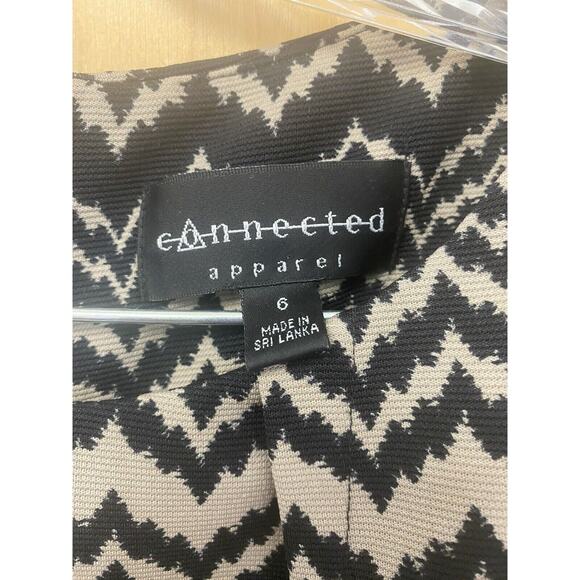 connected
apparel
6
MADE IN
SRI LANKA